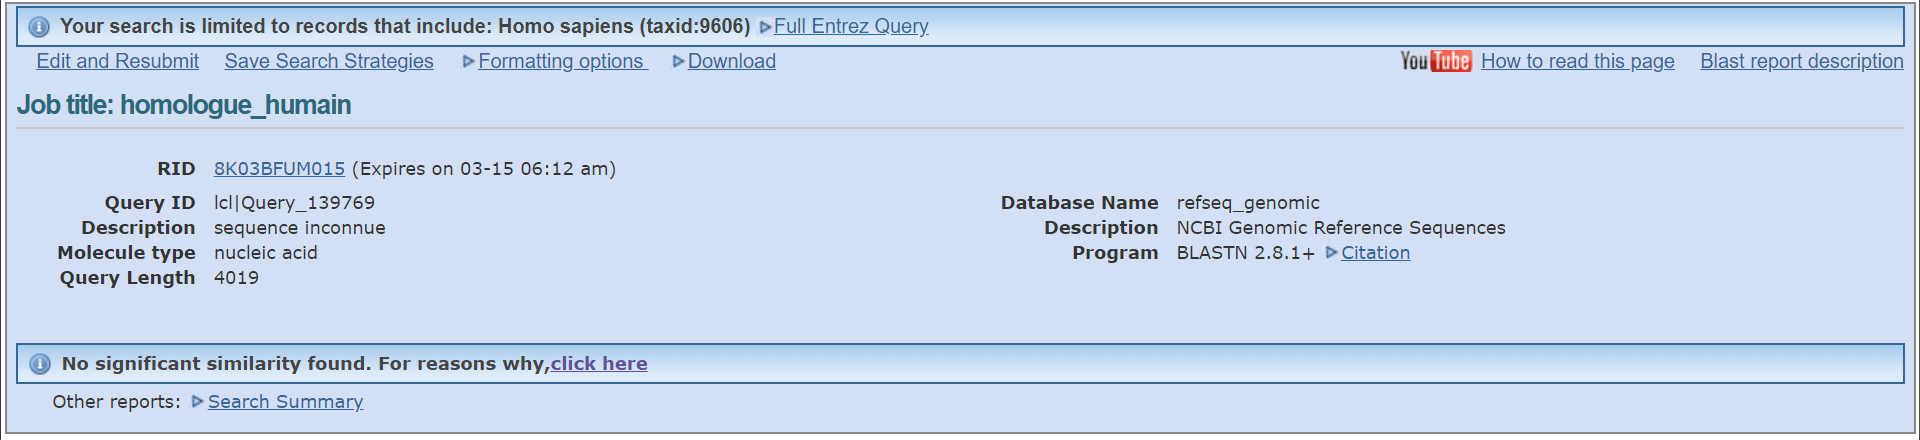 Your search is limited to records that include: Homo sapiens (taxid:9606) Full Entrez Query
Edit and Resubmit Save Search Strategies Formatting options Download YouTube How to read this page Blast report description
Job title: homologue_humain
RID 8K03BFUM015 (Expires on 03-15 06:12 am)
Query ID lcl|Query_139769 Database Name refseq_genomic
Description sequence inconnue Description NCBI Genomic Reference Sequences
Molecule type nucleic acid Program BLASTN 2.8.1+ Citation
Query Length 4019
No significant similarity found. For reasons why,click here
Other reports: Search Summary